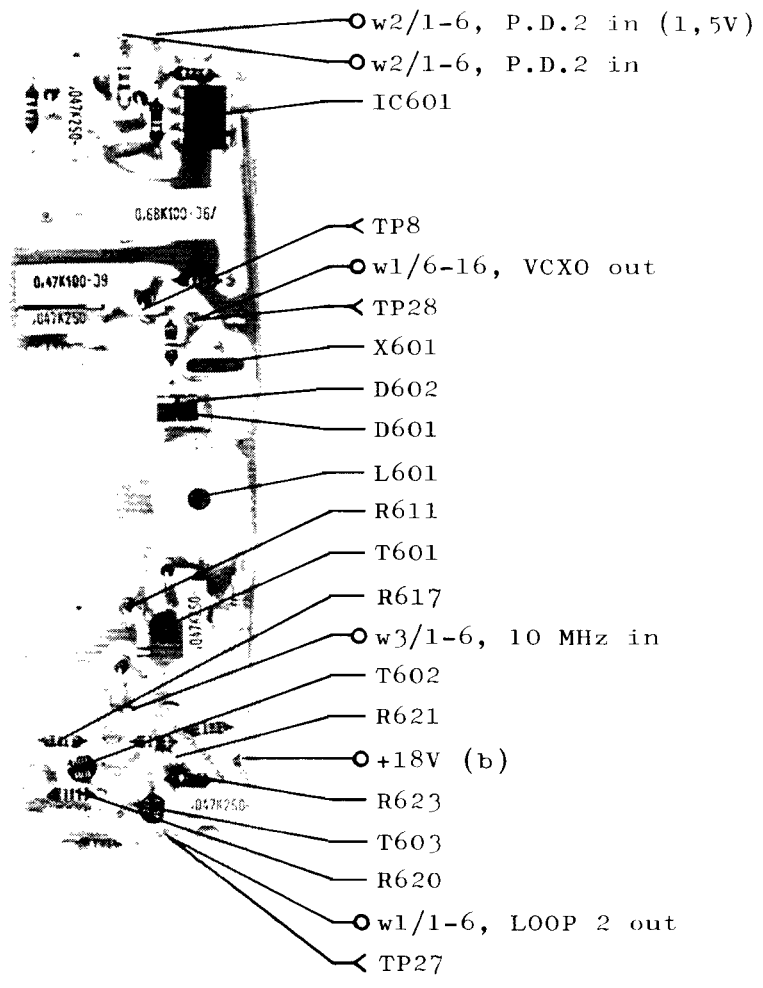 w2/1-6, P.D.2 in (1,5V)
w2/1-6, P.D.2 in
IC601
.047K250-
0.68K100-36/
TP8
w1/6-16, VCXO out
0.47K100-39
TP28
.047K250
X601
D602
D601
L601
R611
T601
R617
.047K250-
w3/1-6, 10 MHz in
T602
R621
+18V (b)
R623
.047K250-
T603
R620
w1/1-6, LOOP 2 out
TP27